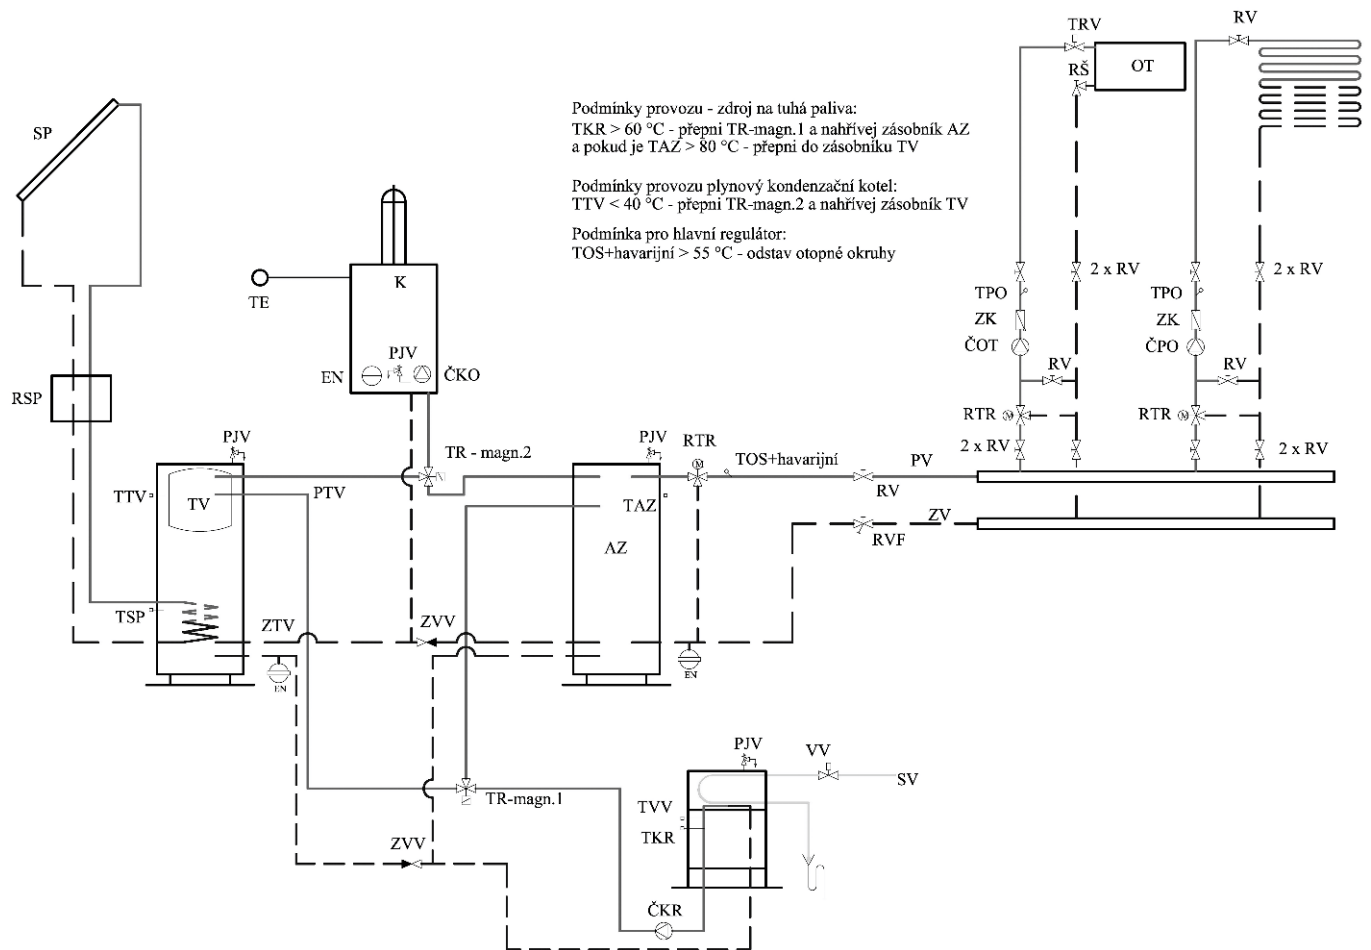 RV
TRV
RŠ
OT
SP
Podmínky provozu - zdroj na tuhá paliva:
TKR > 60 °C - přepni TR-magn.1 a nahřívej zásobník AZ
a pokud je TAZ > 80 °C - přepni do zásobníku TV
Podmínky provozu plynový kondenzační kotel:
TTV < 40 °C - přepni TR-magn.2 a nahřívej zásobník TV
Podmínka pro hlavní regulátor:
TOS+havarijní > 55 °C - odstav otopné okruhy
K
TE
2 x RV
2 x RV
TPO
TPO
ZK
ZK
ČOT
ČPO
PJV
EN
ČKO
RV
RV
RSP
RTR
M
RTR
M
PJV
TR - magn.2
PJV
RTR
M
2 x RV
2 x RV
TOS+havarijní
PV
RV
TTV
TV
PTV
TAZ
ZV
RVF
AZ
TSP
ZTV
ZVV
EN
EN
PJV
VV
SV
TR-magn.1
TVV
TKR
ZVV
ČKR